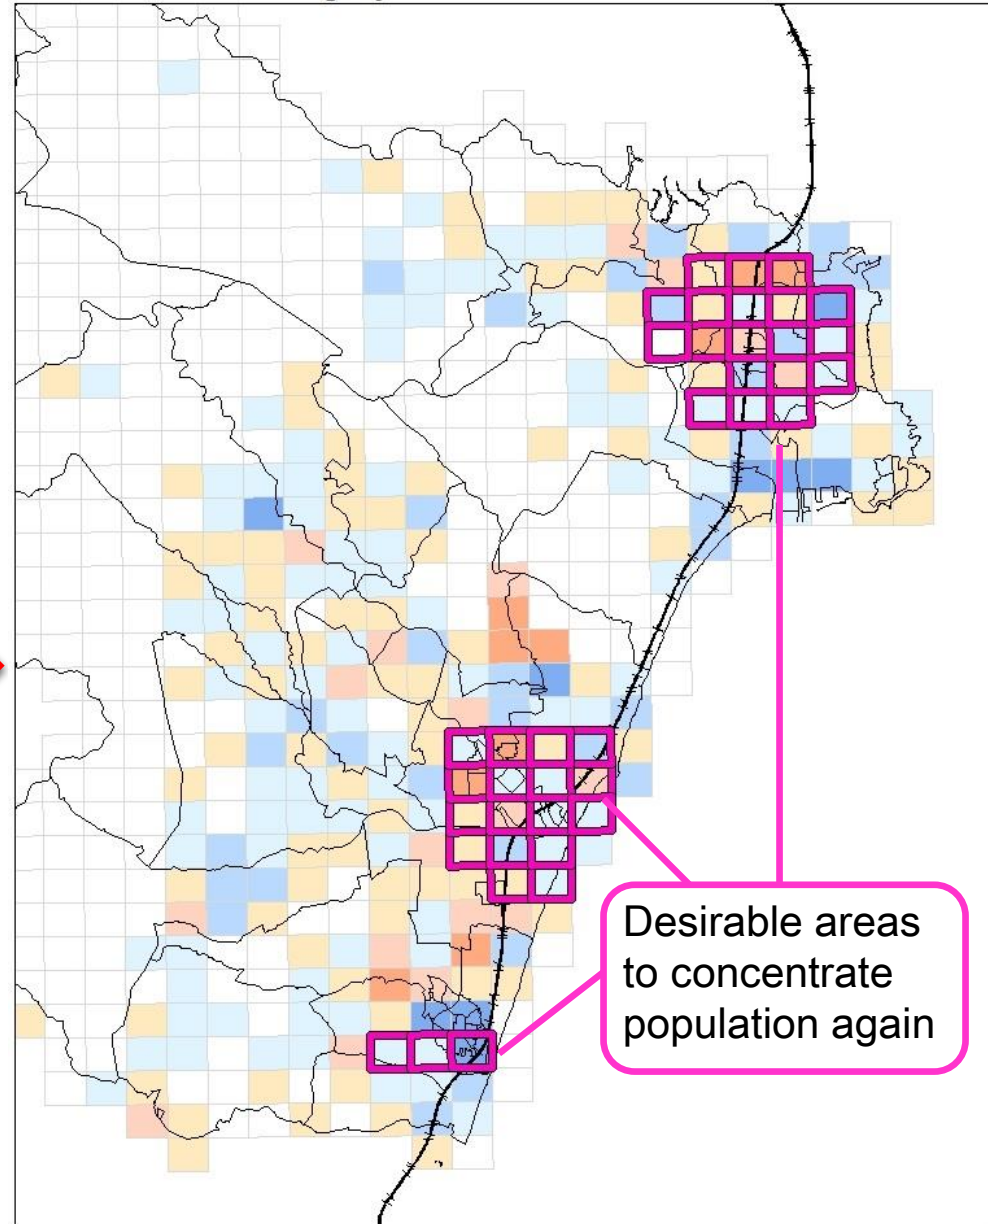 Desirable areas
to concentrate
population again